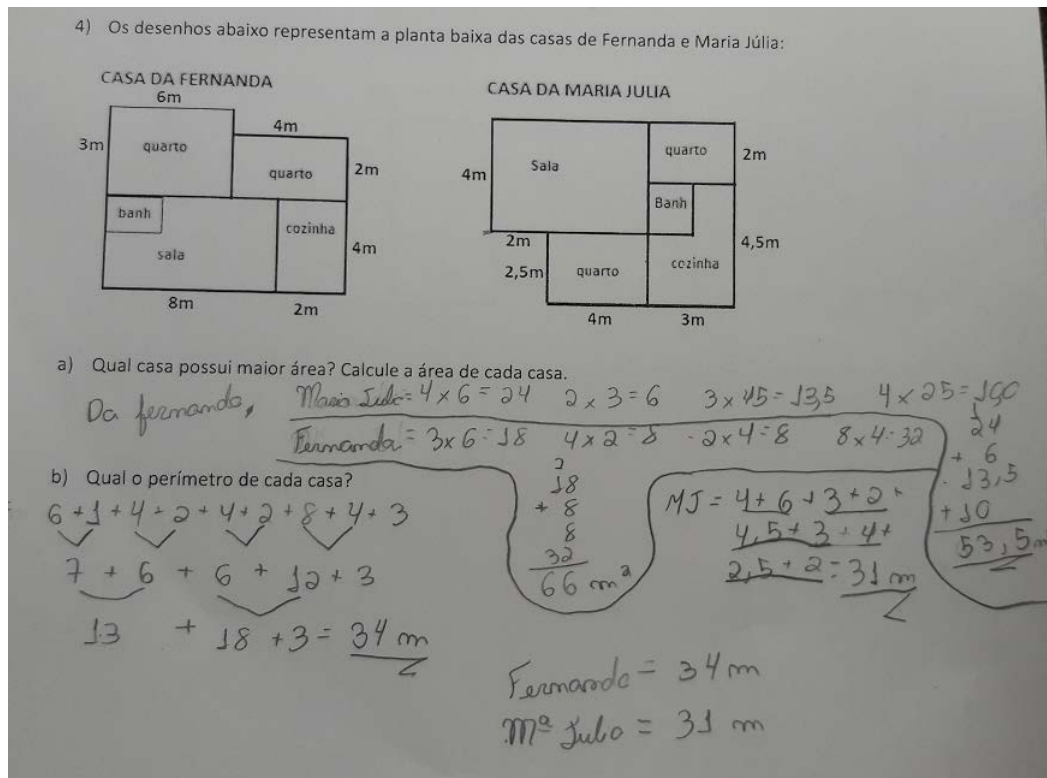 4) Os desenhos abaixo representam a planta baixa das casas de Fernanda e Maria Júlia:
CASA DA FERNANDA
6m
4m
3m
quarto
quarto
2m
banh
cozinha
sala
4m
8m
2m
CASA DA MARIA JULIA
Sala
quarto
2m
4m
Banh
2m
4,5m
2,5m
quarto
cozinha
4m
3m
a) Qual casa possui maior área? Calcule a área de cada casa.
Da fernanda,
Maria Julia = 4 x 6 = 24 2 x 3 = 6 3 x 45 = 13,5 4 x 25 = 100
Fernanda = 3 x 6 = 18 4 x 2 = 8 - 2 x 4 = 8 8 x 4 = 32
2
18
+ 8
8
32
66 m²
24
+ 6
13,5
+ 10
53,5 m
b) Qual o perímetro de cada casa?
6 + 1 + 4 + 2 + 4 + 2 + 8 + 4 + 3
7 + 6 + 6 + 12 + 3
13 + 18 + 3 = 34 m
MJ = 4 + 6 + 3 + 2 +
4,5 + 3 + 4 +
2,5 + 2 = 31 m
Fernanda = 34 m
Mª Julia = 31 m